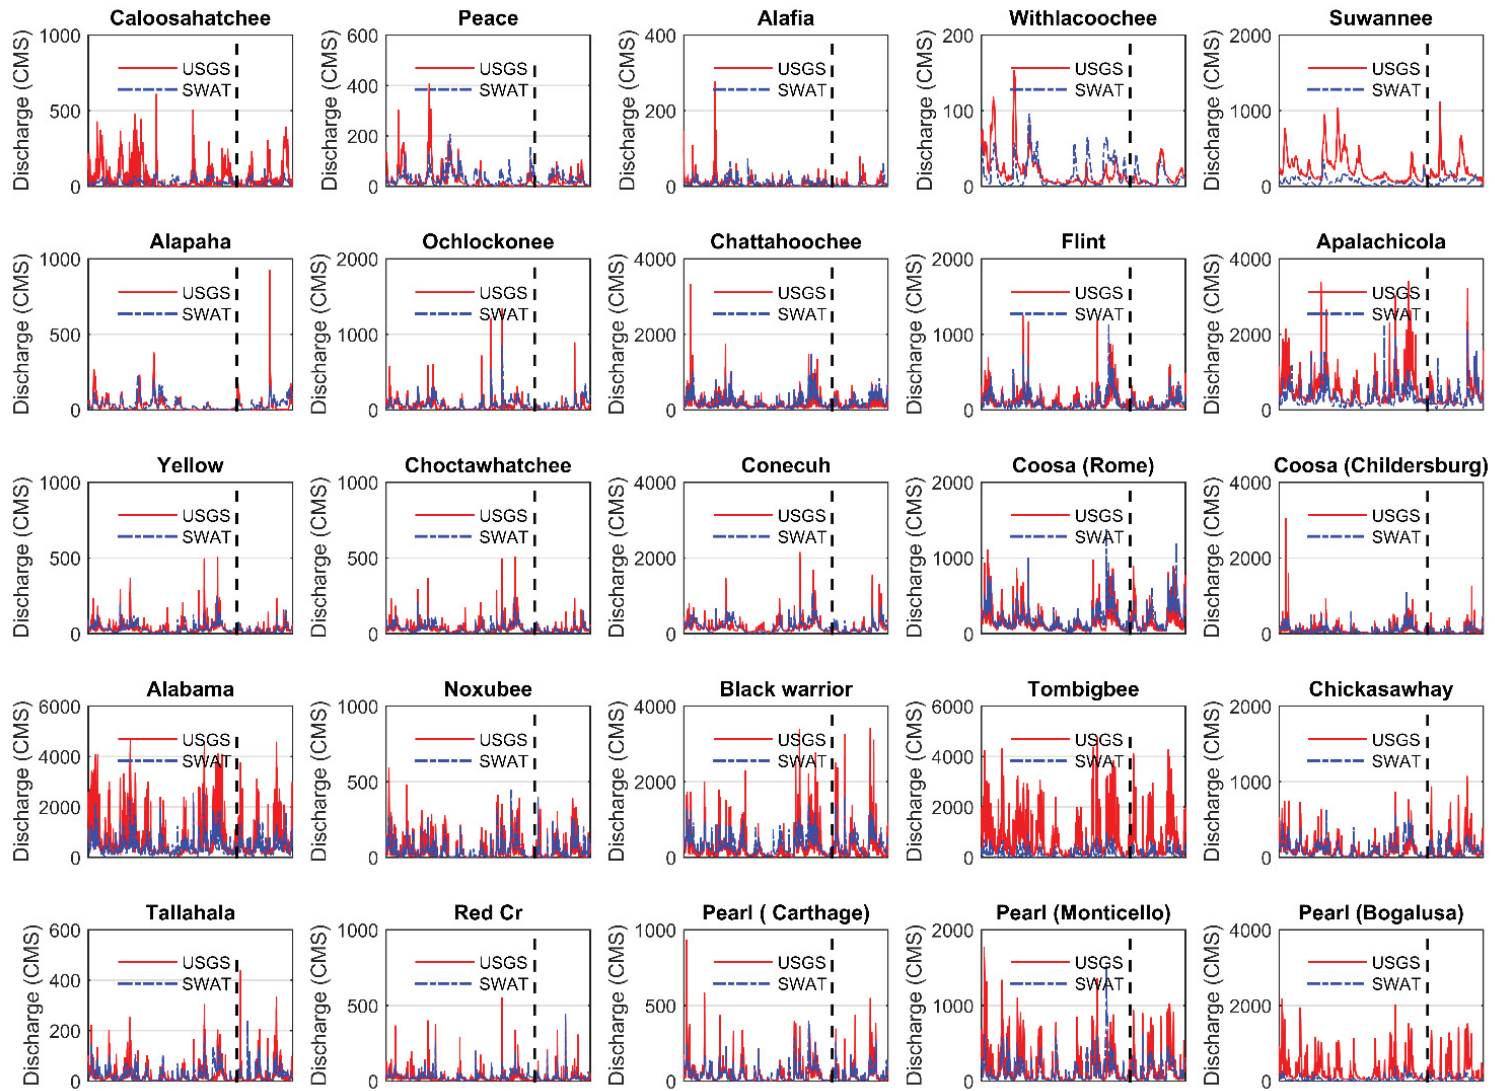 Caloosahatchee
Discharge (CMS)
1000
500
0
USGS
SWAT
Peace
Discharge (CMS)
600
400
200
0
USGS
SWAT
Alafia
Discharge (CMS)
400
200
0
USGS
SWAT
Withlacoochee
Discharge (CMS)
200
100
0
USGS
SWAT
Suwannee
Discharge (CMS)
2000
1000
0
USGS
SWAT
Alapaha
Discharge (CMS)
1000
500
0
USGS
SWAT
Ochlockonee
Discharge (CMS)
2000
1000
0
USGS
SWAT
Chattahoochee
Discharge (CMS)
4000
2000
0
USGS
SWAT
Flint
Discharge (CMS)
2000
1000
0
USGS
SWAT
Apalachicola
Discharge (CMS)
4000
2000
0
USGS
SWAT
Yellow
Discharge (CMS)
1000
500
0
USGS
SWAT
Choctawhatchee
Discharge (CMS)
1000
500
0
USGS
SWAT
Conecuh
Discharge (CMS)
4000
2000
0
USGS
SWAT
Coosa (Rome)
Discharge (CMS)
2000
1000
0
USGS
SWAT
Coosa (Childersburg)
Discharge (CMS)
4000
2000
0
USGS
SWAT
Alabama
Discharge (CMS)
6000
4000
2000
0
USGS
SWAT
Noxubee
Discharge (CMS)
1000
500
0
USGS
SWAT
Black warrior
Discharge (CMS)
4000
2000
0
USGS
SWAT
Tombigbee
Discharge (CMS)
6000
4000
2000
0
USGS
SWAT
Chickasawhay
Discharge (CMS)
2000
1000
0
USGS
SWAT
Tallahala
Discharge (CMS)
600
400
200
0
USGS
SWAT
Red Cr
Discharge (CMS)
1000
500
0
USGS
SWAT
Pearl ( Carthage)
Discharge (CMS)
1000
500
0
USGS
SWAT
Pearl (Monticello)
Discharge (CMS)
2000
1000
0
USGS
SWAT
Pearl (Bogalusa)
Discharge (CMS)
4000
2000
0
USGS
SWAT